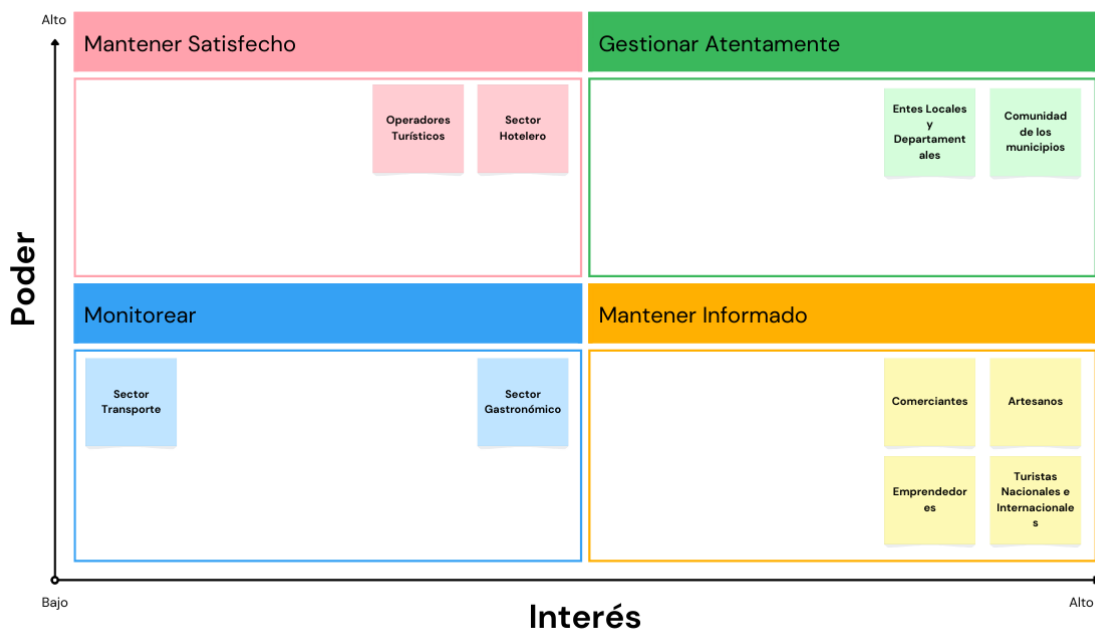 Alto
Mantener Satisfecho
Gestionar Atentamente
Operadores
Turísticos
Sector
Hotelero
Entes Locales
y
Departament
ales
Comunidad
de los
municipios
Poder
Monitorear
Mantener Informado
Sector
Transporte
Sector
Gastronómico
Comerciantes
Artesanos
Emprendedor
es
Turistas
Nacionales e
Internacionale
s
Bajo
Interés
Alto